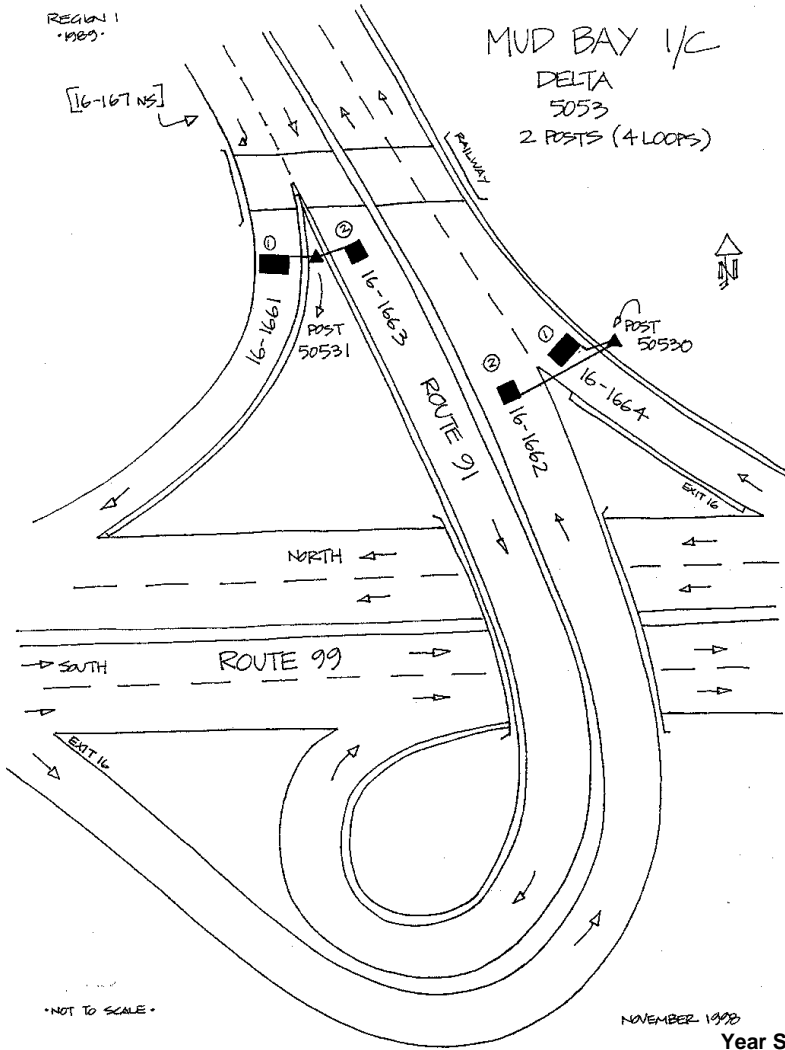 REGION 1
·1989·
MUD BAY I/C
DELTA
5053
2 POSTS (4 LOOPS)
[16-167 NS]
RAILWAY
N
①
②
16-1661
POST
50531
16-1663
POST
50530
①
②
16-1664
16-1662
ROUTE 91
EXIT 16
NORTH
SOUTH
ROUTE 99
EXIT 16
·NOT TO SCALE·
NOVEMBER 1998
Year S